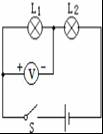 L₁ L₂
+ V -
S